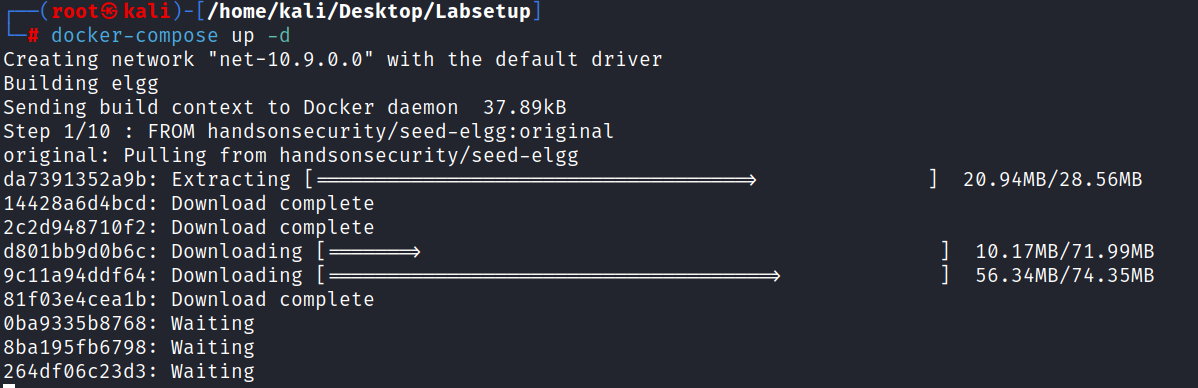 ┌──(root㉿kali)-[/home/kali/Desktop/Labsetup]
└─# docker-compose up -d
Creating network "net-10.9.0.0" with the default driver
Building elgg
Sending build context to Docker daemon  37.89kB
Step 1/10 : FROM handsonsecurity/seed-elgg:original
original: Pulling from handsonsecurity/seed-elgg
da7391352a9b: Extracting [====================================>              ]  20.94MB/28.56MB
14428a6d4bcd: Download complete
2c2d948710f2: Download complete
d801bb9d0b6c: Downloading [=======>                                           ]  10.17MB/71.99MB
9c11a94ddf64: Downloading [=====================================>             ]  56.34MB/74.35MB
81f03e4cea1b: Download complete
0ba9335b8768: Waiting
8ba195fb6798: Waiting
264df06c23d3: Waiting